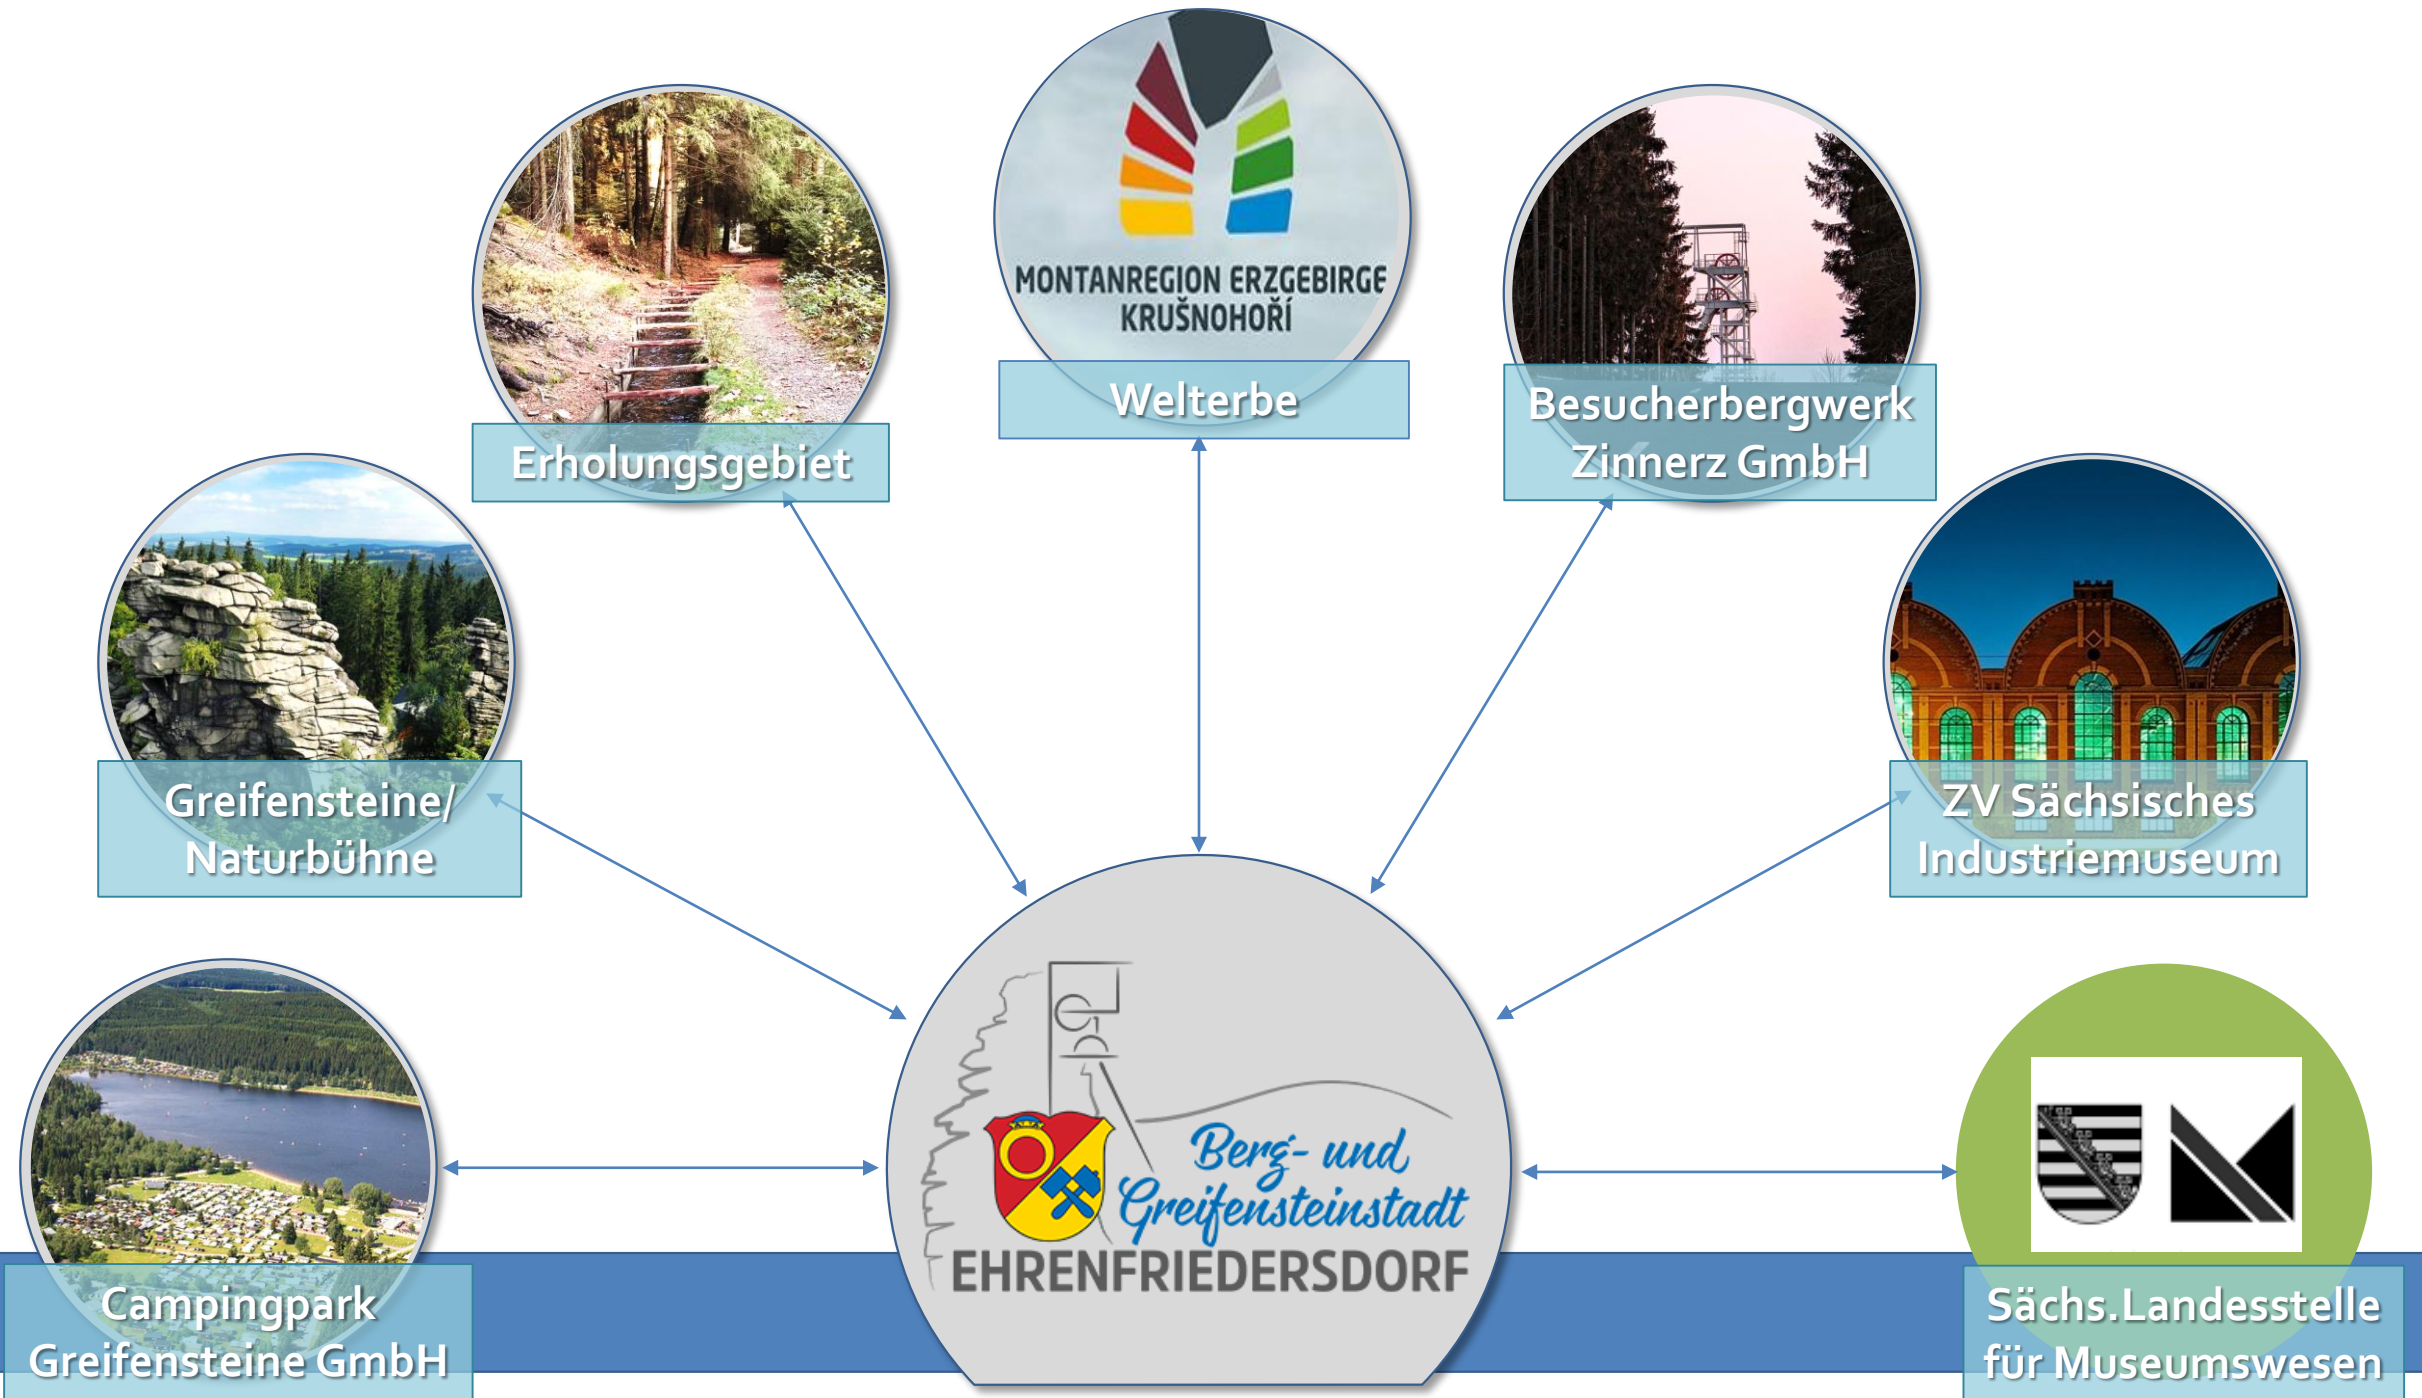 MONTANREGION ERZGEBIRGE
KRUŠNOHOŘÍ
Welterbe
Erholungsgebiet
Besucherbergwerk
Zinnerz GmbH
Greifensteine/
Naturbühne
ZV Sächsisches
Industriemuseum
Campingpark
Greifensteine GmbH
Berg- und
Greifensteinstadt
EHRENFRIEDERSDORF
Sächs.Landesstelle
für Museumswesen